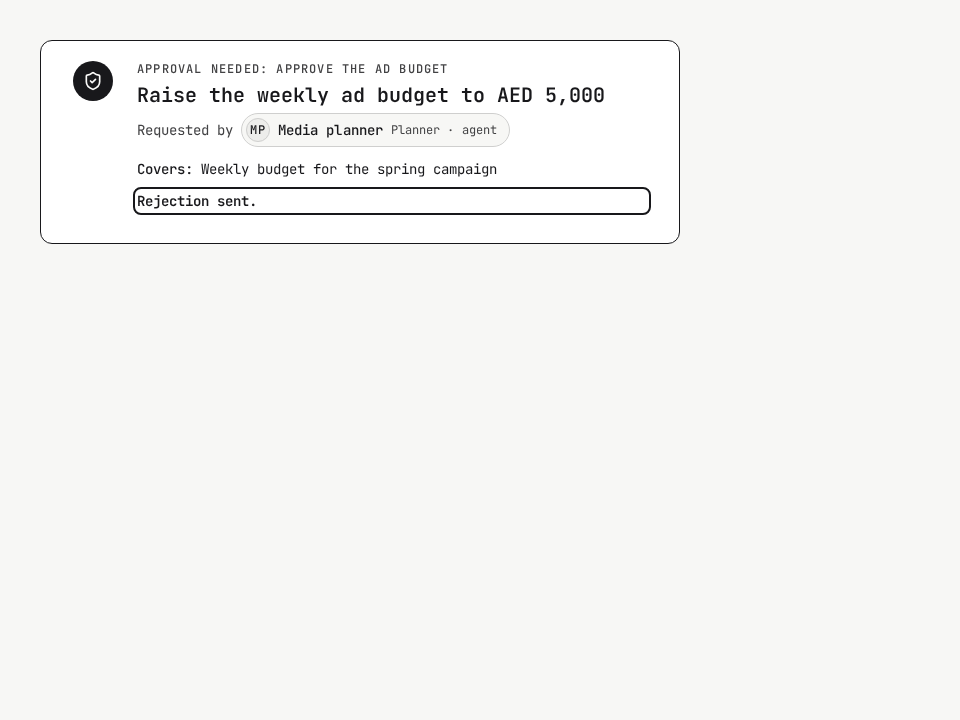 APPROVAL NEEDED: APPROVE THE AD BUDGET
Raise the weekly ad budget to AED 5,000
Requested by MP Media planner Planner · agent
Covers: Weekly budget for the spring campaign
Rejection sent.